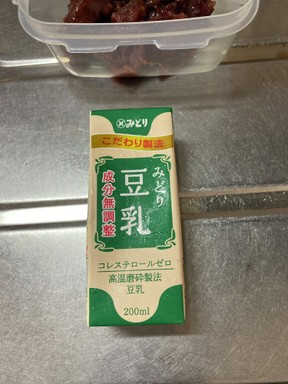 みどり
こだわり製法
みどり
豆乳
成分無調整
コレステロールゼロ
高温磨砕製法
豆乳
200ml